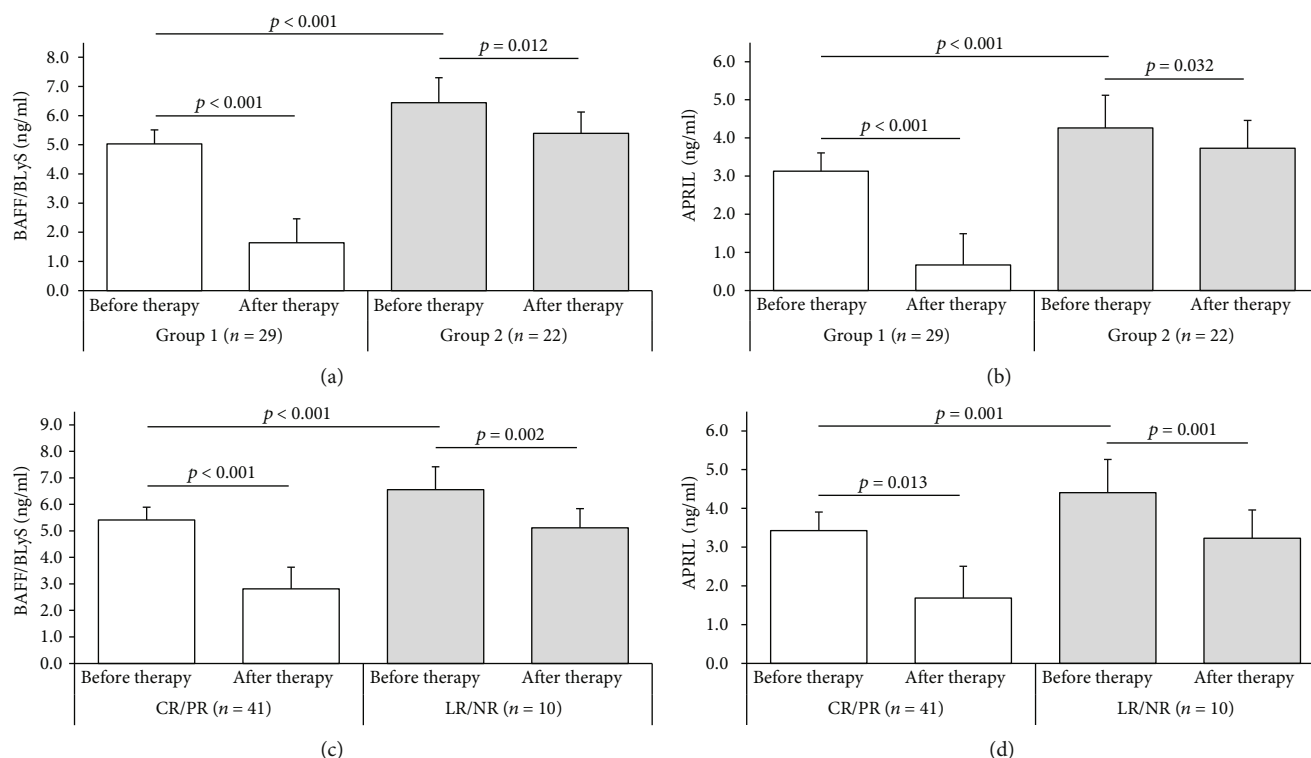 p < 0.001
p = 0.012
p < 0.001
BAFF/BLyS (ng/ml)
8.0
7.0
6.0
5.0
4.0
3.0
2.0
1.0
0.0
Before therapy After therapy Before therapy After therapy
Group 1 (n = 29) Group 2 (n = 22)
(a)
p < 0.001
p = 0.032
p < 0.001
APRIL (ng/ml)
6.0
5.0
4.0
3.0
2.0
1.0
0.0
Before therapy After therapy Before therapy After therapy
Group 1 (n = 29) Group 2 (n = 22)
(b)
p < 0.001
p = 0.002
p < 0.001
BAFF/BLyS (ng/ml)
9.0
8.0
7.0
6.0
5.0
4.0
3.0
2.0
1.0
0.0
Before therapy After therapy Before therapy After therapy
CR/PR (n = 41) LR/NR (n = 10)
(c)
p = 0.001
p = 0.001
p = 0.013
APRIL (ng/ml)
6.0
5.0
4.0
3.0
2.0
1.0
0.0
Before therapy After therapy Before therapy After therapy
CR/PR (n = 41) LR/NR (n = 10)
(d)